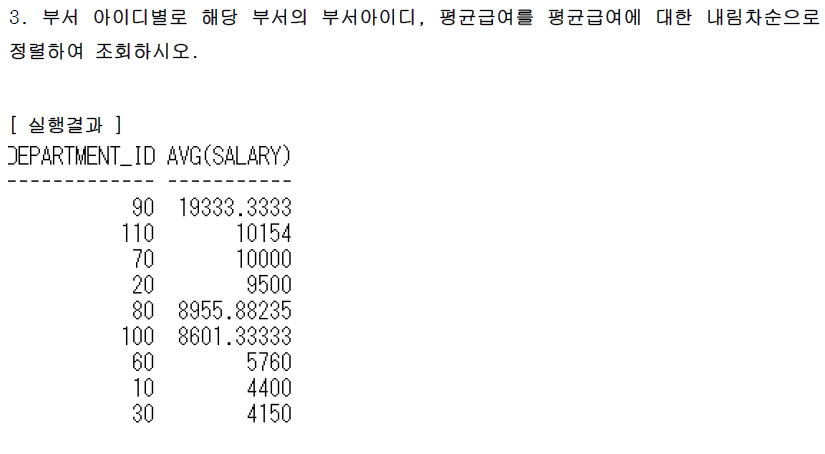 3. 부서 아이디별로 해당 부서의 부서아이디, 평균급여를 평균급여에 대한 내림차순으로
정렬하여 조회하시오.
[ 실행결과 ]
DEPARTMENT_ID AVG(SALARY)
------------- -----------
90 19333.3333
110 10154
70 10000
20 9500
80 8955.88235
100 8601.33333
60 5760
10 4400
30 4150